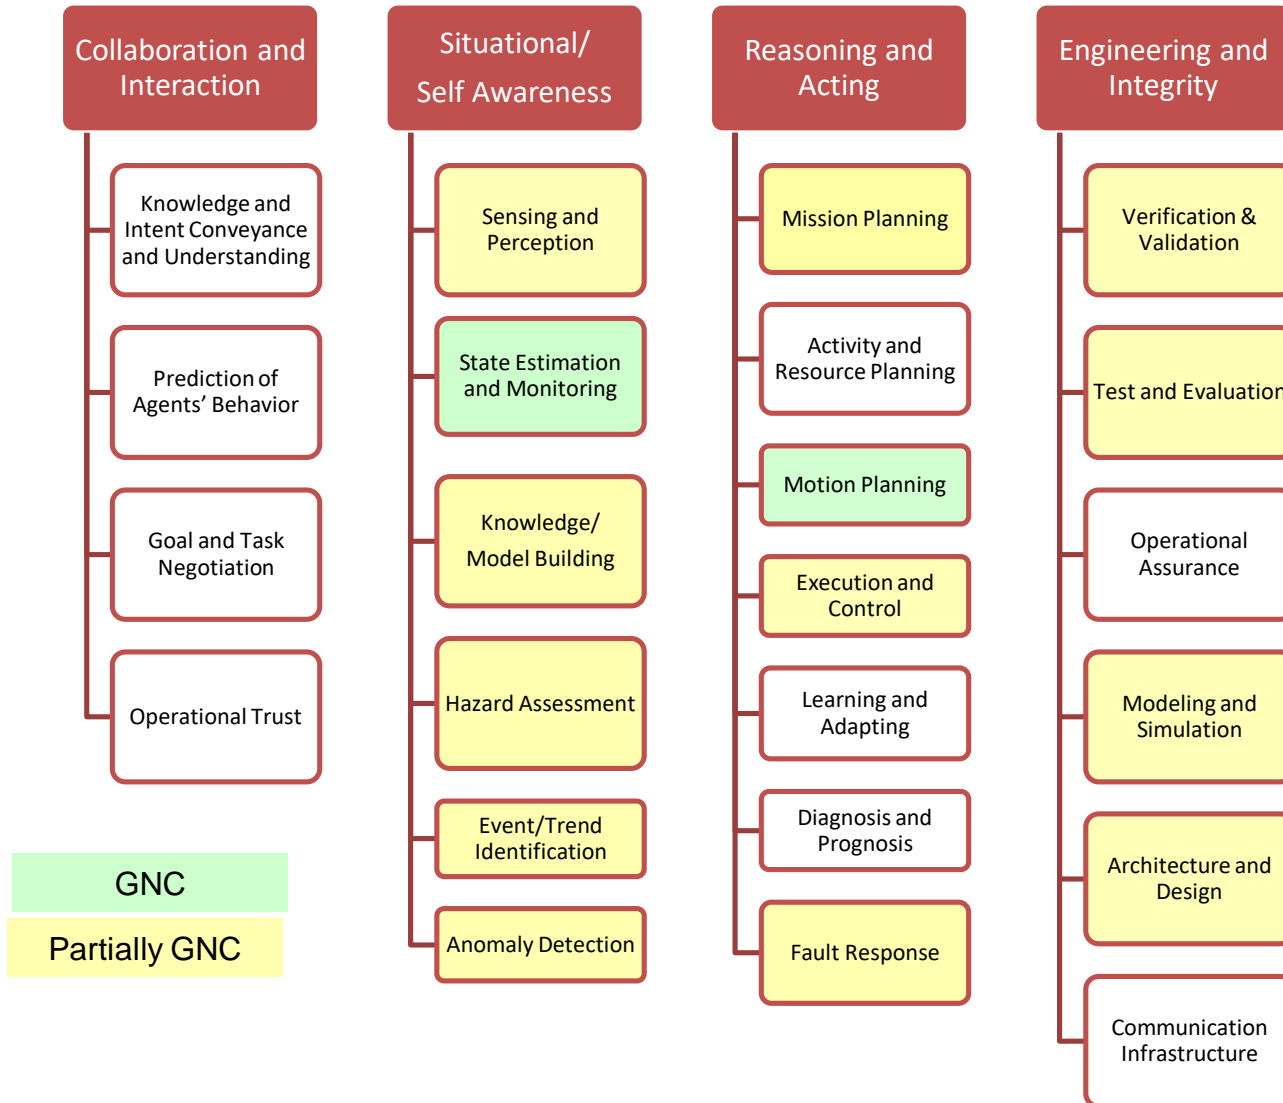 Collaboration and
Interaction
Knowledge and
Intent Conveyance
and Understanding
Prediction of
Agents’ Behavior
Goal and Task
Negotiation
Operational Trust
Situational/
Self Awareness
Sensing and
Perception
State Estimation
and Monitoring
Knowledge/
Model Building
Hazard Assessment
Event/Trend
Identification
Anomaly Detection
Reasoning and
Acting
Mission Planning
Activity and
Resource Planning
Motion Planning
Execution and
Control
Learning and
Adapting
Diagnosis and
Prognosis
Fault Response
Engineering and
Integrity
Verification &
Validation
Test and Evaluation
Operational
Assurance
Modeling and
Simulation
Architecture and
Design
Communication
Infrastructure
GNC
Partially GNC